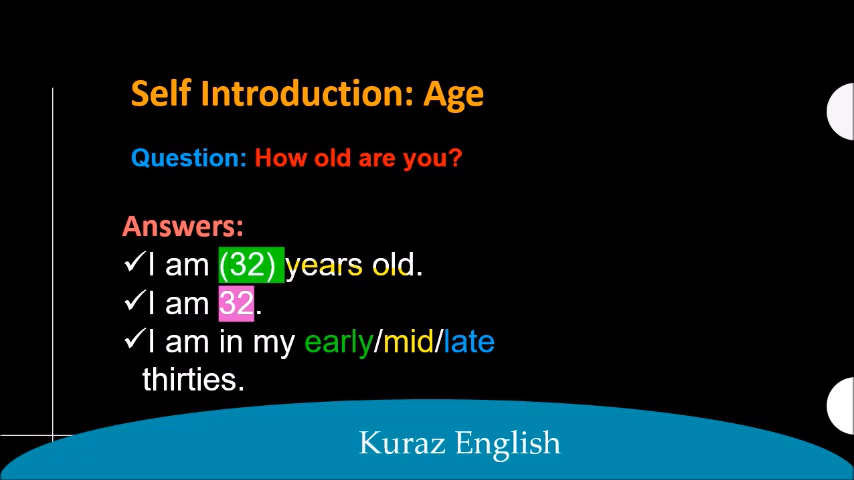 Self Introduction: Age
Question: How old are you?
Answers:
✓I am (32) years old.
✓I am 32.
✓I am in my early/mid/late
thirties.
Kuraz English